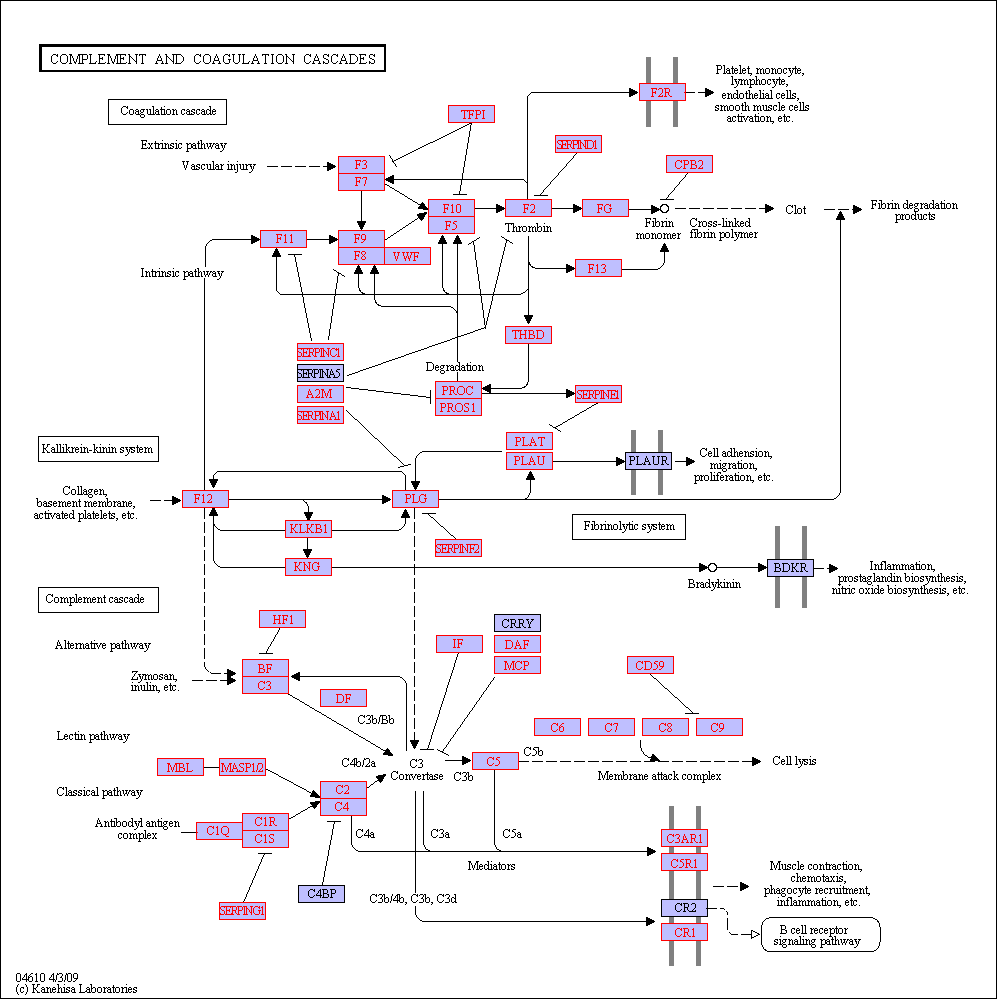 COMPLEMENT AND COAGULATION CASCADES
Platelet, monocyte,
lymphocyte,
endothelial cells,
smooth muscle cells
activation, etc.
F2R
Coagulation cascade
TFPI
Extrinsic pathway
SERPIND1
Vascular injury
F3
F7
CPB2
F10
F5
F2
Thrombin
FG
Fibrin
monomer
Cross-linked
fibrin polymer
Clot
Fibrin degradation
products
F11
F9
F8
VWF
F13
Intrinsic pathway
THBD
SERPINC1
SERPINA5
A2M
SERPINA1
Degradation
PROC
PROS1
SERPINE1
Kallikrein-kinin system
PLAT
PLAU
PLAUR
Cell adhension,
migration,
proliferation, etc.
Collagen,
basement membrane,
activated platelets, etc.
F12
PLG
KLKB1
Fibrinolytic system
SERPINF2
KNG
Bradykinin
BDKR
Inflammation,
prostaglandin biosynthesis,
nitric oxide biosynthesis, etc.
Complement cascade
HF1
CRRY
Alternative pathway
IF
DAF
MCP
CD59
Zymosan,
inulin, etc.
BF
C3
DF
C3b/Bb
C6
C7
C8
C9
Lectin pathway
C4b/2a
C3
Convertase
C3b
C5
C5b
Membrane attack complex
Cell lysis
MBL
MASP1/2
Classical pathway
C2
C4
Antibodyl antigen
complex
C1Q
C1R
C1S
C4a
C3a
C5a
C3AR1
C5R1
Mediators
Muscle contraction,
chemotaxis,
phagocyte recruitment,
inflammation, etc.
C4BP
C3b/4b, C3b, C3d
SERPING1
CR2
CR1
B cell receptor
signaling pathway
04610 4/3/09
(c) Kanehisa Laboratories